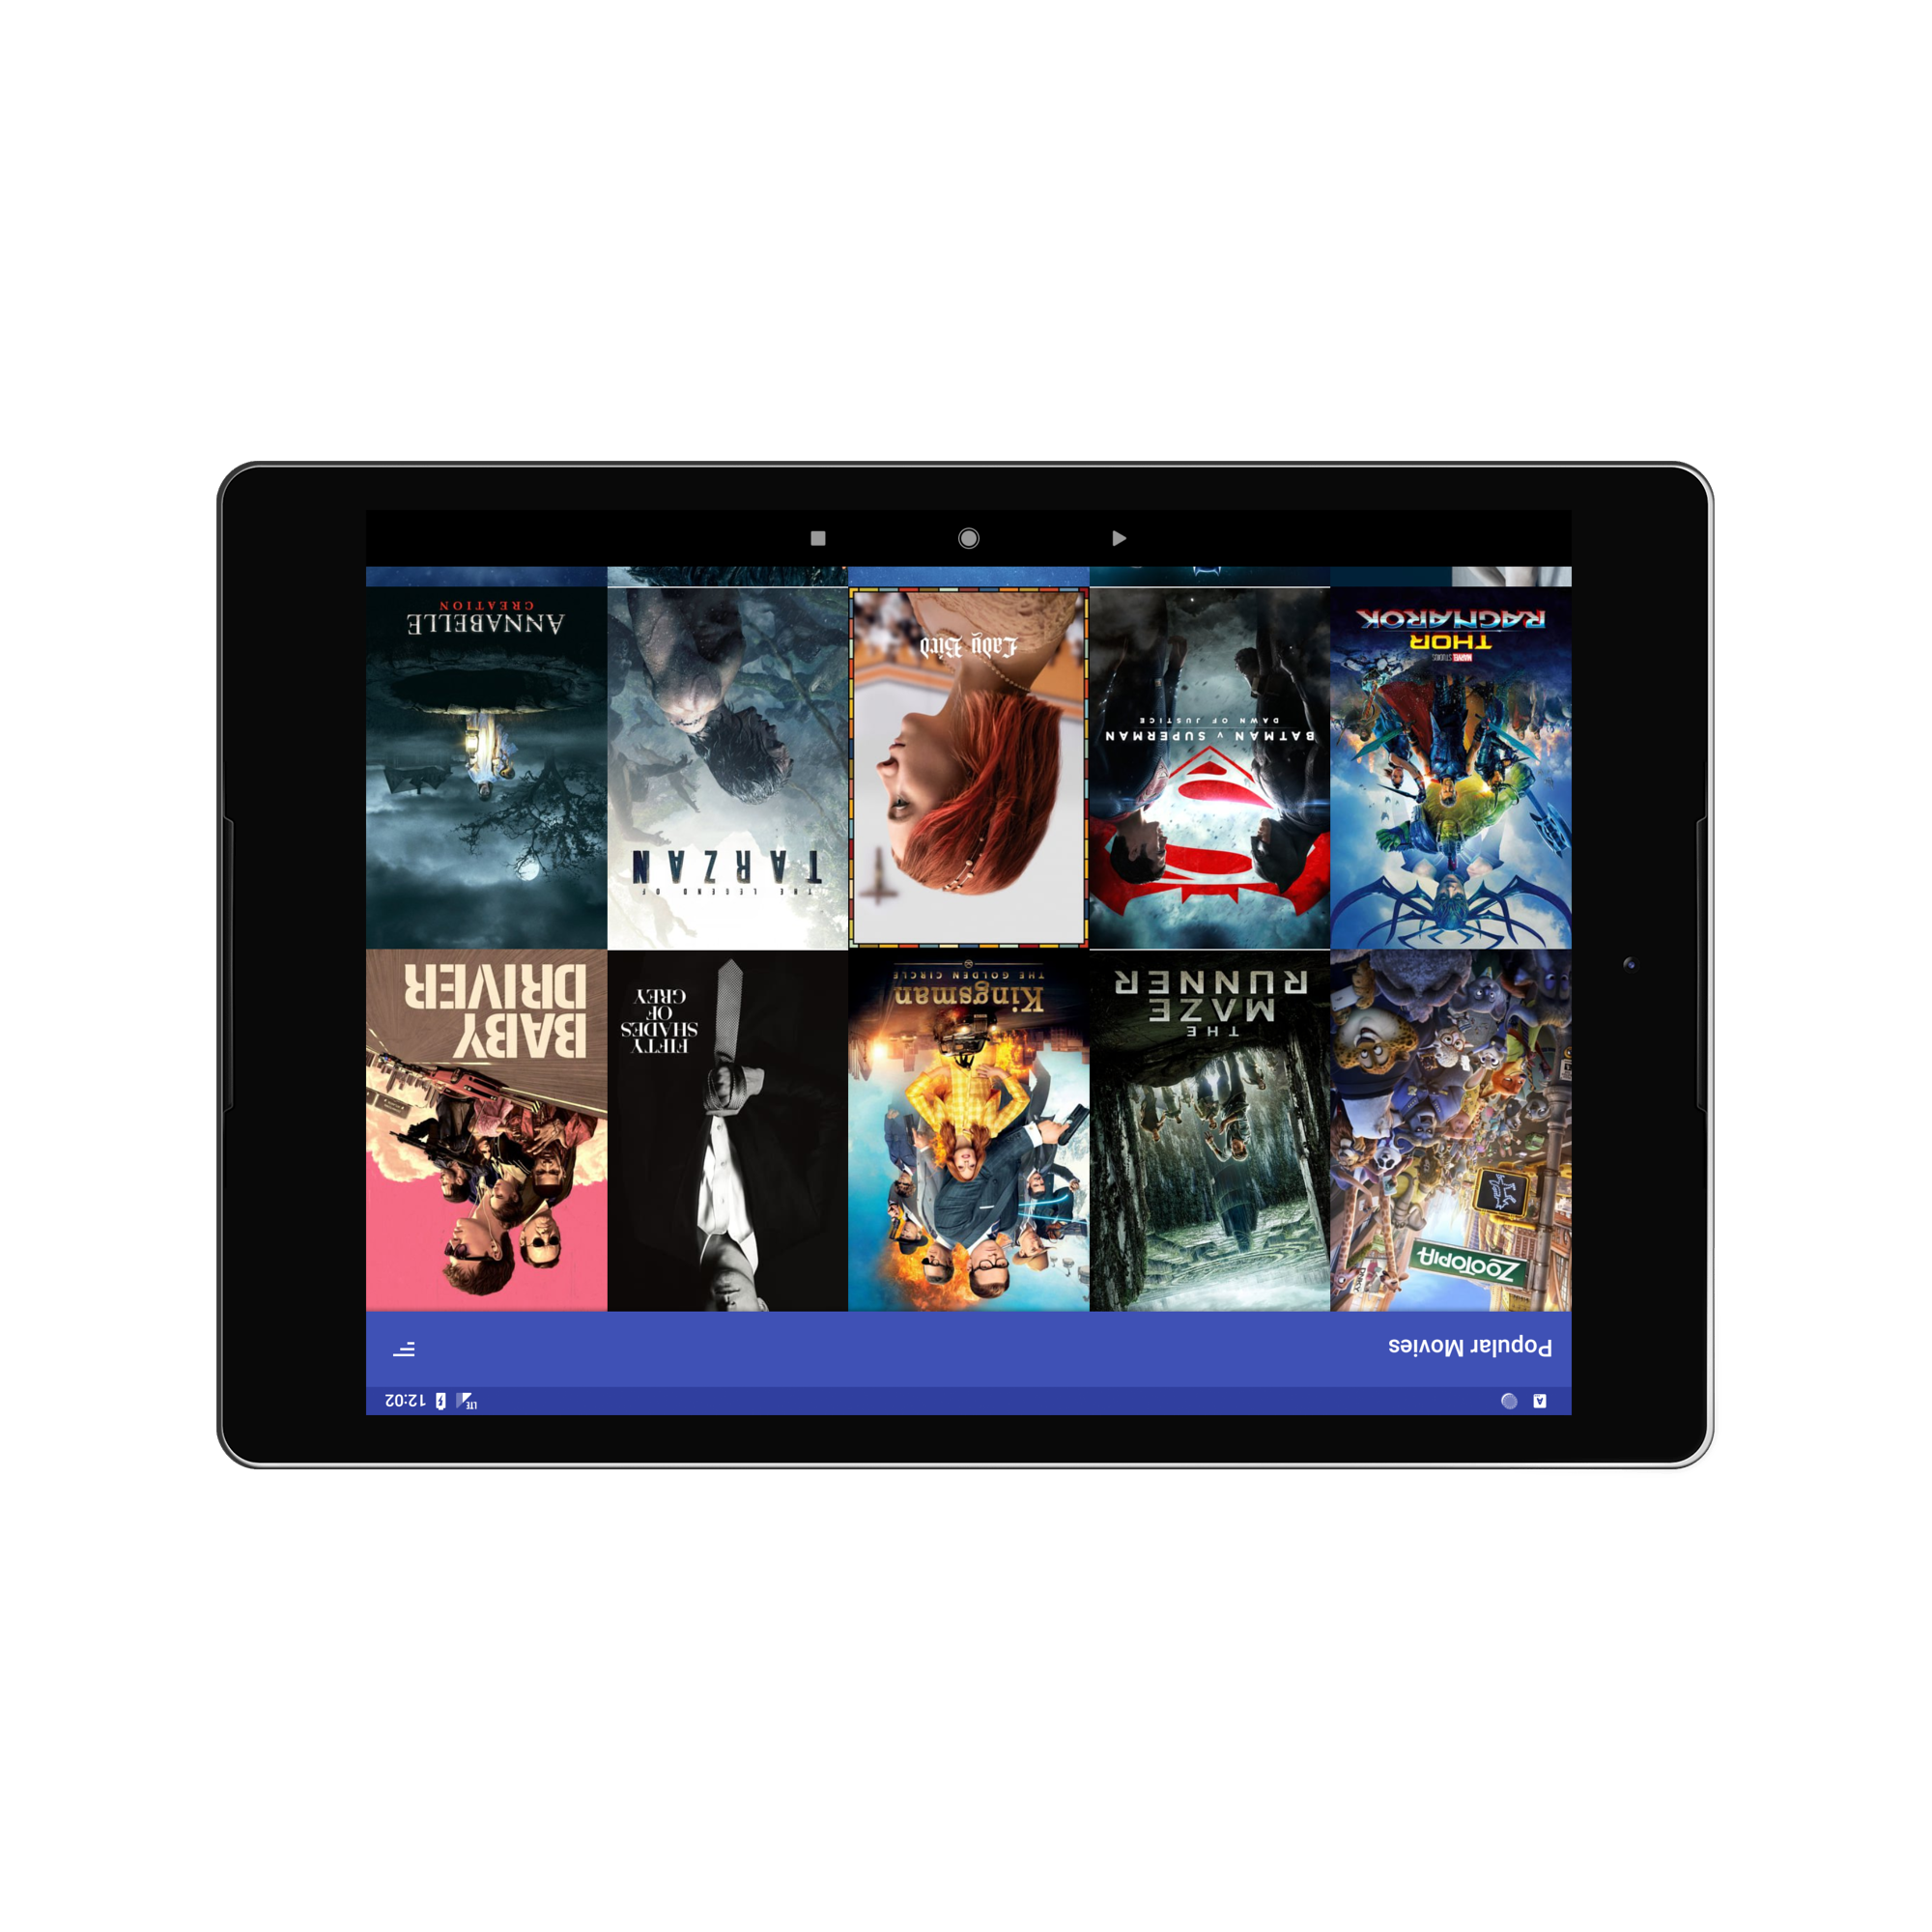 A
LTE
12:02
Popular Movies
ZOOTOPIA
THE
MAZE
RUNNER
Kingsman
THE GOLDEN CIRCLE
FIFTY
SHADES
OF
GREY
BABY
DRIVER
MARVEL
STUDIOS
THOR
RAGNAROK
BATMAN v SUPERMAN
DAWN OF JUSTICE
Lady Bird
THE LEGEND OF
TARZAN
ANNABELLE
CREATION